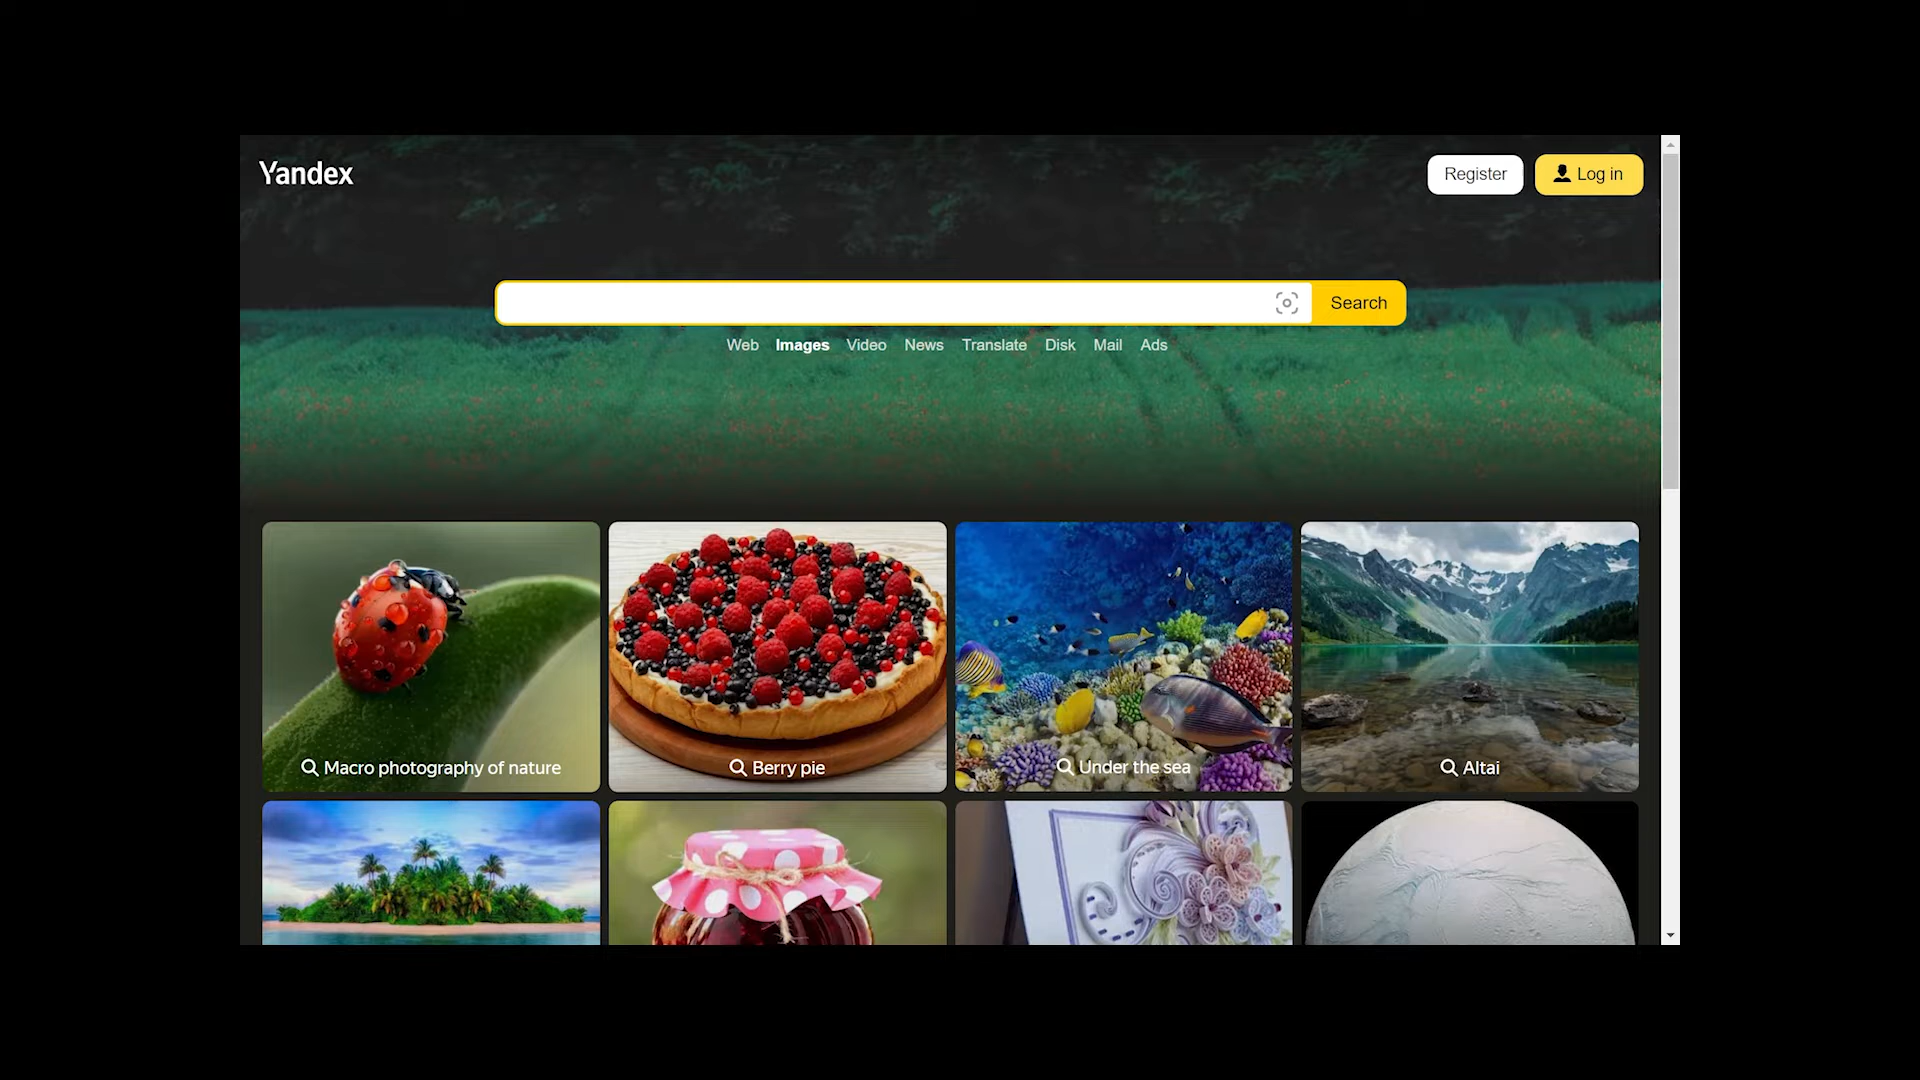 Yandex
Register
Log in
Search
Web Images Video News Translate Disk Mail Ads
Macro photography of nature
Berry pie
Under the sea
Altai